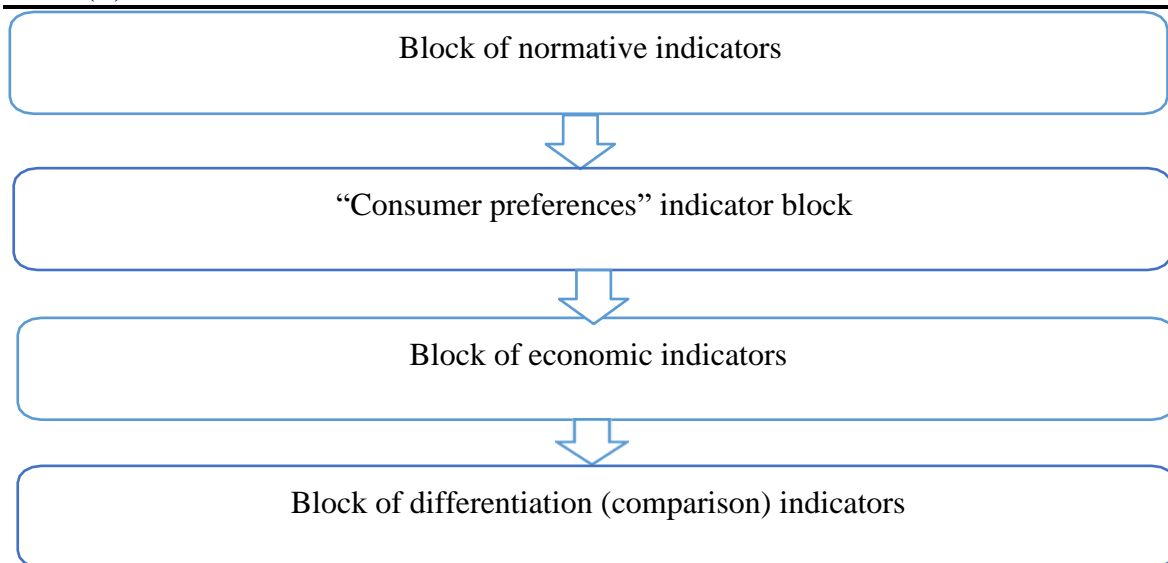 Block of normative indicators
“Consumer preferences” indicator block
Block of economic indicators
Block of differentiation (comparison) indicators